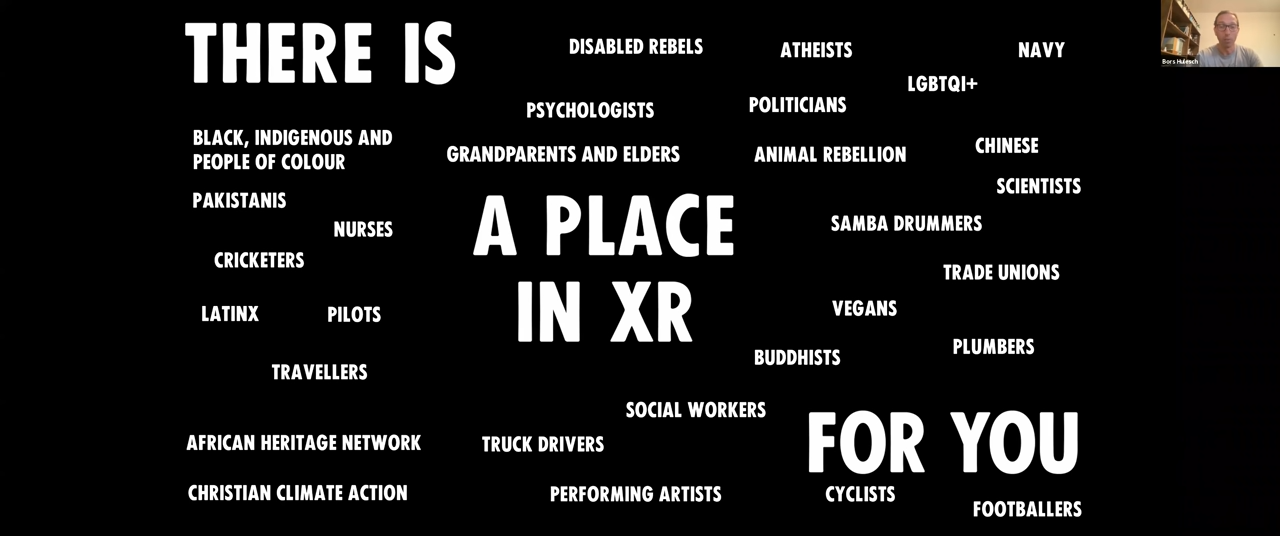 THERE IS
DISABLED REBELS
ATHEISTS
NAVY
LGBTQI+
PSYCHOLOGISTS
POLITICIANS
BLACK, INDIGENOUS AND
PEOPLE OF COLOUR
GRANDPARENTS AND ELDERS
ANIMAL REBELLION
CHINESE
SCIENTISTS
PAKISTANIS
NURSES
A PLACE
SAMBA DRUMMERS
CRICKETERS
TRADE UNIONS
LATINX
PILOTS
IN XR
VEGANS
PLUMBERS
BUDDHISTS
TRAVELLERS
SOCIAL WORKERS
FOR YOU
AFRICAN HERITAGE NETWORK
TRUCK DRIVERS
CHRISTIAN CLIMATE ACTION
PERFORMING ARTISTS
CYCLISTS
FOOTBALLERS
Bors Hulesch